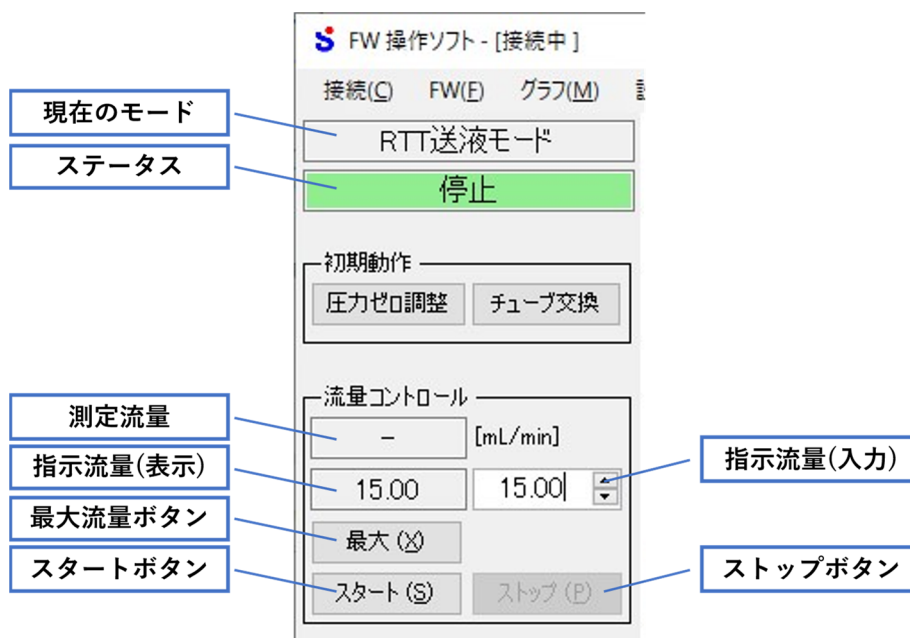 FW 操作ソフト - [接続中 ]
接続(C) FW(F) グラフ(M)
現在のモード
RTT送液モード
ステータス
停止
初期動作
圧力ゼロ調整 チューブ交換
流量コントロール
測定流量
– [mL/min]
指示流量(表示)
15.00 15.00
指示流量(入力)
最大流量ボタン
最大 (X)
スタートボタン
スタート (S) ストップ (P)
ストップボタン